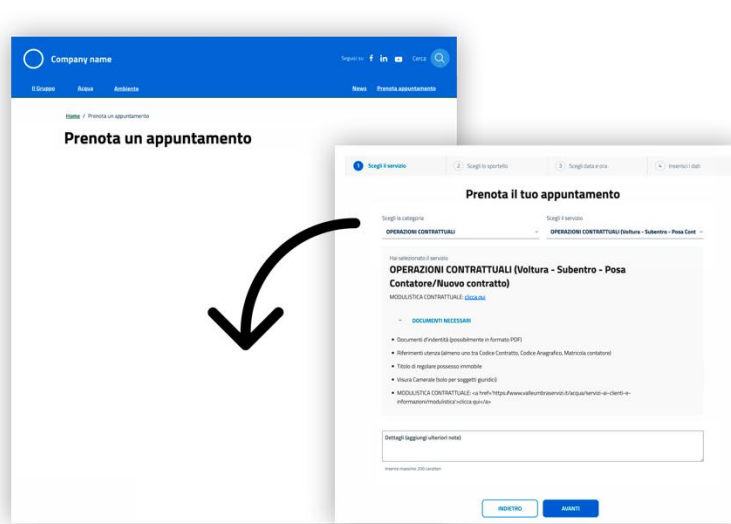 Company name
Seguici su
Cerca
Il Gruppo Acqua Ambiente
News Prenota appuntamento
Home / Prenota un appuntamento
Prenota un appuntamento
1 Scegli il servizio
2 Scegli lo sportello
3 Scegli data e ora
4 Inserisci i dati
Prenota il tuo appuntamento
Scegli la categoria
OPERAZIONI CONTRATTUALI
Scegli il servizio
OPERAZIONI CONTRATTUALI (Voltura - Subentro - Posa Cont
Hai selezionato il servizio
OPERAZIONI CONTRATTUALI (Voltura - Subentro - Posa
Contatore/Nuovo contratto)
MODULISTICA CONTRATTUALE: clicca qui
DOCUMENTI NECESSARI
• Documenti d'indentità (possibilmente in formato PDF)
• Riferimenti utenza (almeno uno tra Codice Contratto, Codice Anagrafico, Matricola contatore)
• Titolo di regolare possesso immobile
• Visura Camerale (solo per soggetti giuridici)
• MODULISTICA CONTRATTUALE: <a href='https://www.valleumbraservizi.it/acqua/servizi-ai-clienti-e-
informazioni/modulistica'>clicca qui</a>
Dettagli (aggiungi ulteriori note)
Inserire massimo 200 caratteri
INDIETRO
AVANTI